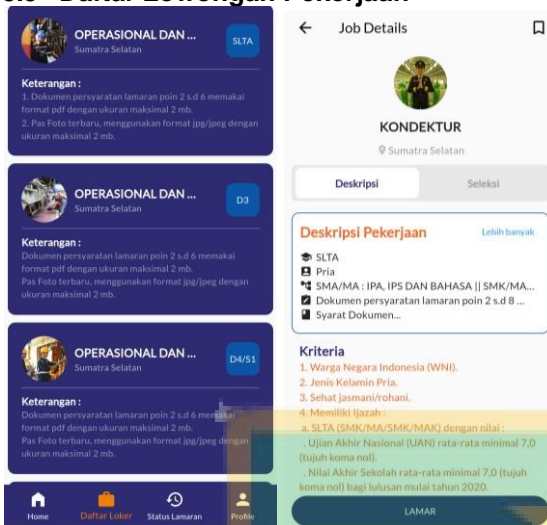 Daftar Lowongan Pekerjaan
OPERASIONAL DAN ...
SLTA
Sumatra Selatan
Keterangan :
1. Dokumen persyaratan lamaran poin 2 s.d 6 memakai
format pdf dengan ukuran maksimal 2 mb.
2. Pas Foto terbaru, menggunakan format jpg/jpeg dengan
ukuran maksimal 2 mb.
OPERASIONAL DAN ...
D3
Sumatra Selatan
Keterangan :
Dokumen persyaratan lamaran poin 2 s.d 6 memakai
format pdf dengan ukuran maksimal 2 mb.
Pas Foto terbaru, menggunakan format jpg/jpeg dengan
ukuran maksimal 2 mb.
OPERASIONAL DAN ...
D4/S1
Sumatra Selatan
Keterangan :
Dokumen persyaratan lamaran poin 2 s.d 6 memakai
format pdf dengan ukuran maksimal 2 mb.
Pas Foto terbaru, menggunakan format jpg/jpeg dengan
ukuran maksimal 2 mb.
Home Daftar Loker Status Lamaran Profile
Job Details
KONDEKTUR
Sumatra Selatan
Deskripsi Seleksi
Deskripsi Pekerjaan Lebih banyak
SLTA
Pria
SMA/MA : IPA, IPS DAN BAHASA || SMK/MA...
Dokumen persyaratan lamaran poin 2 s.d 8 ...
Syarat Dokumen...
Kriteria
1. Warga Negara Indonesia (WNI).
2. Jenis Kelamin Pria.
3. Sehat jasmani/rohani.
4. Memiliki Ijazah :
a. SLTA (SMK/MA/SMK/MAK) dengan nilai :
. Ujian Akhir Nasional (UAN) rata-rata minimal 7,0
(tujuh koma nol).
. Nilai Akhir Sekolah rata-rata minimal 7,0 (tujuh
koma nol) bagi lulusan mulai tahun 2020.
LAMAR